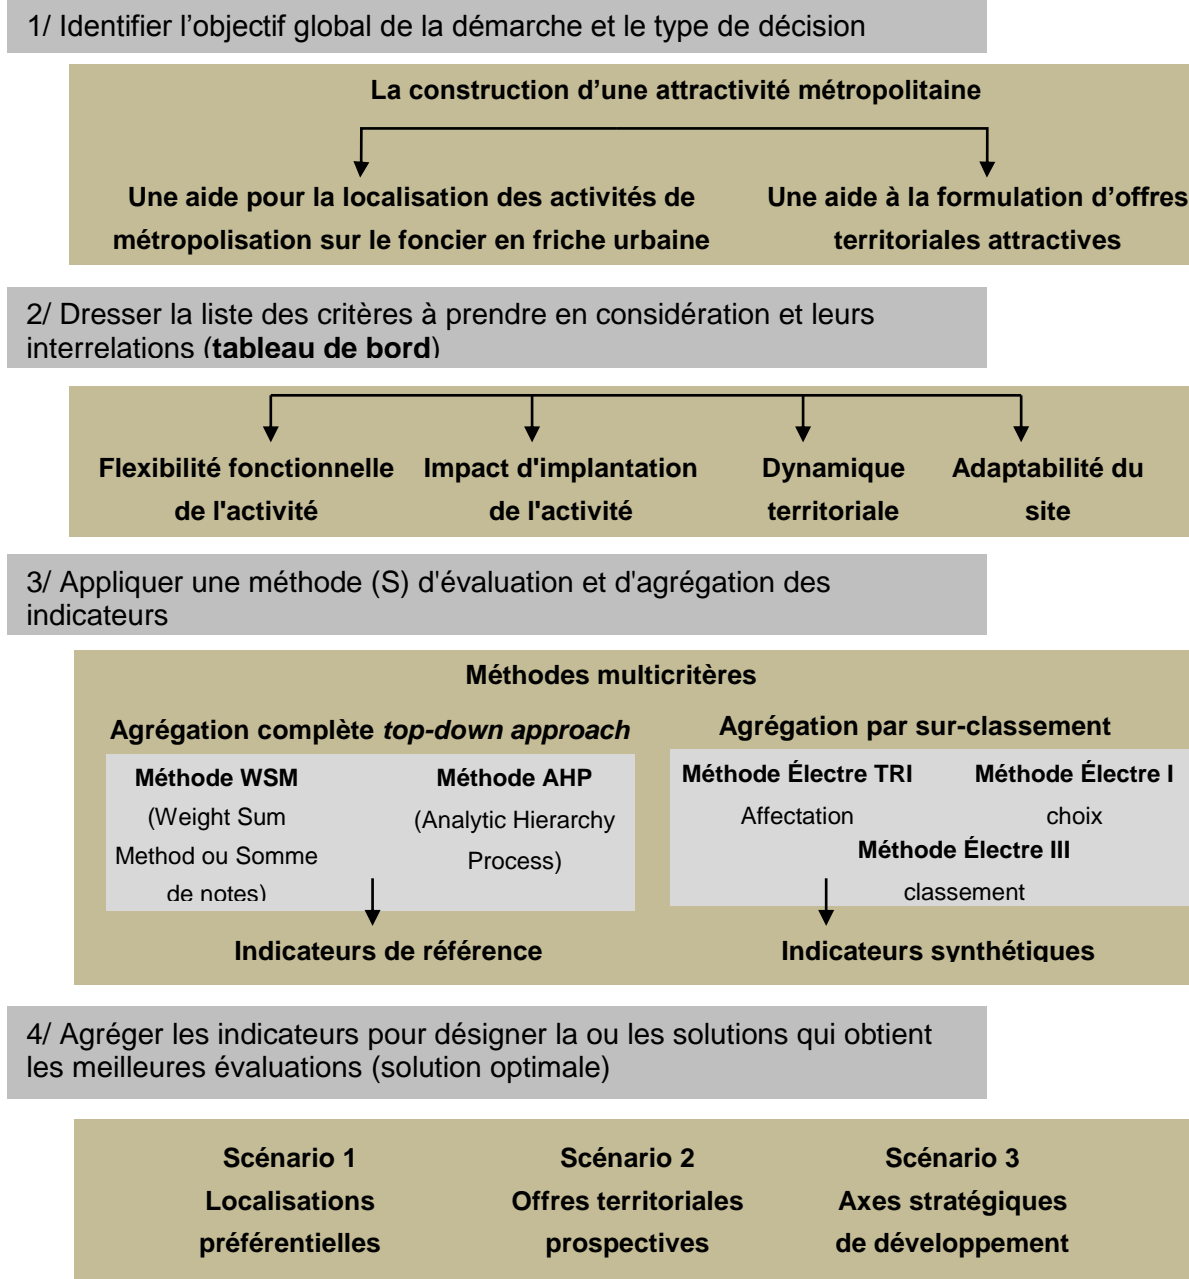 1/ Identifier l’objectif global de la démarche et le type de décision
La construction d’une attractivité métropolitaine
Une aide pour la localisation des activités de
métropolisation sur le foncier en friche urbaine
Une aide à la formulation d’offres
territoriales attractives
2/ Dresser la liste des critères à prendre en considération et leurs
interrelations (tableau de bord)
Flexibilité fonctionnelle
de l'activité
Impact d'implantation
de l'activité
Dynamique
territoriale
Adaptabilité du
site
3/ Appliquer une méthode (S) d'évaluation et d'agrégation des
indicateurs
Méthodes multicritères
Agrégation complète top-down approach
Méthode WSM
(Weight Sum
Method ou Somme
de notes)
Méthode AHP
(Analytic Hierarchy
Process)
Indicateurs de référence
Agrégation par sur-classement
Méthode Électre TRI
Affectation
Méthode Électre I
choix
Méthode Électre III
classement
Indicateurs synthétiques
4/ Agréger les indicateurs pour désigner la ou les solutions qui obtient
les meilleures évaluations (solution optimale)
Scénario 1
Localisations
préférentielles
Scénario 2
Offres territoriales
prospectives
Scénario 3
Axes stratégiques
de développement